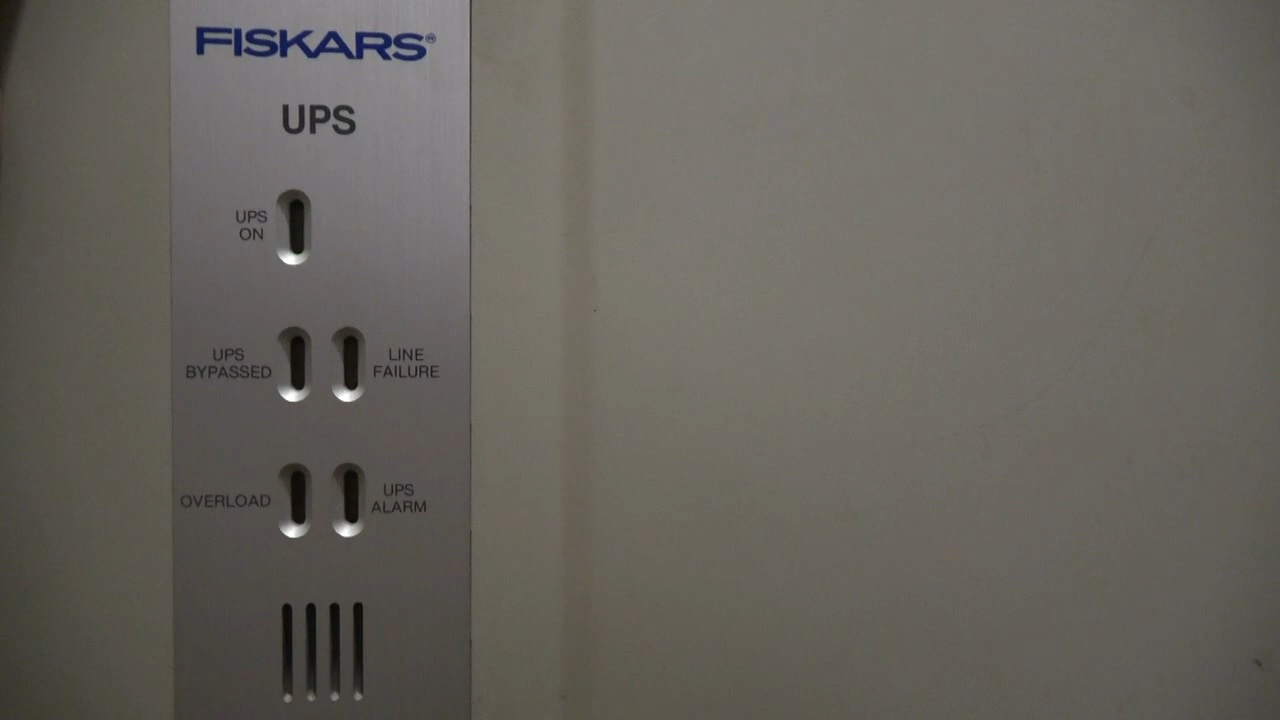 FISKARS®
UPS
UPS
ON
UPS
BYPASSED
LINE
FAILURE
OVERLOAD
UPS
ALARM